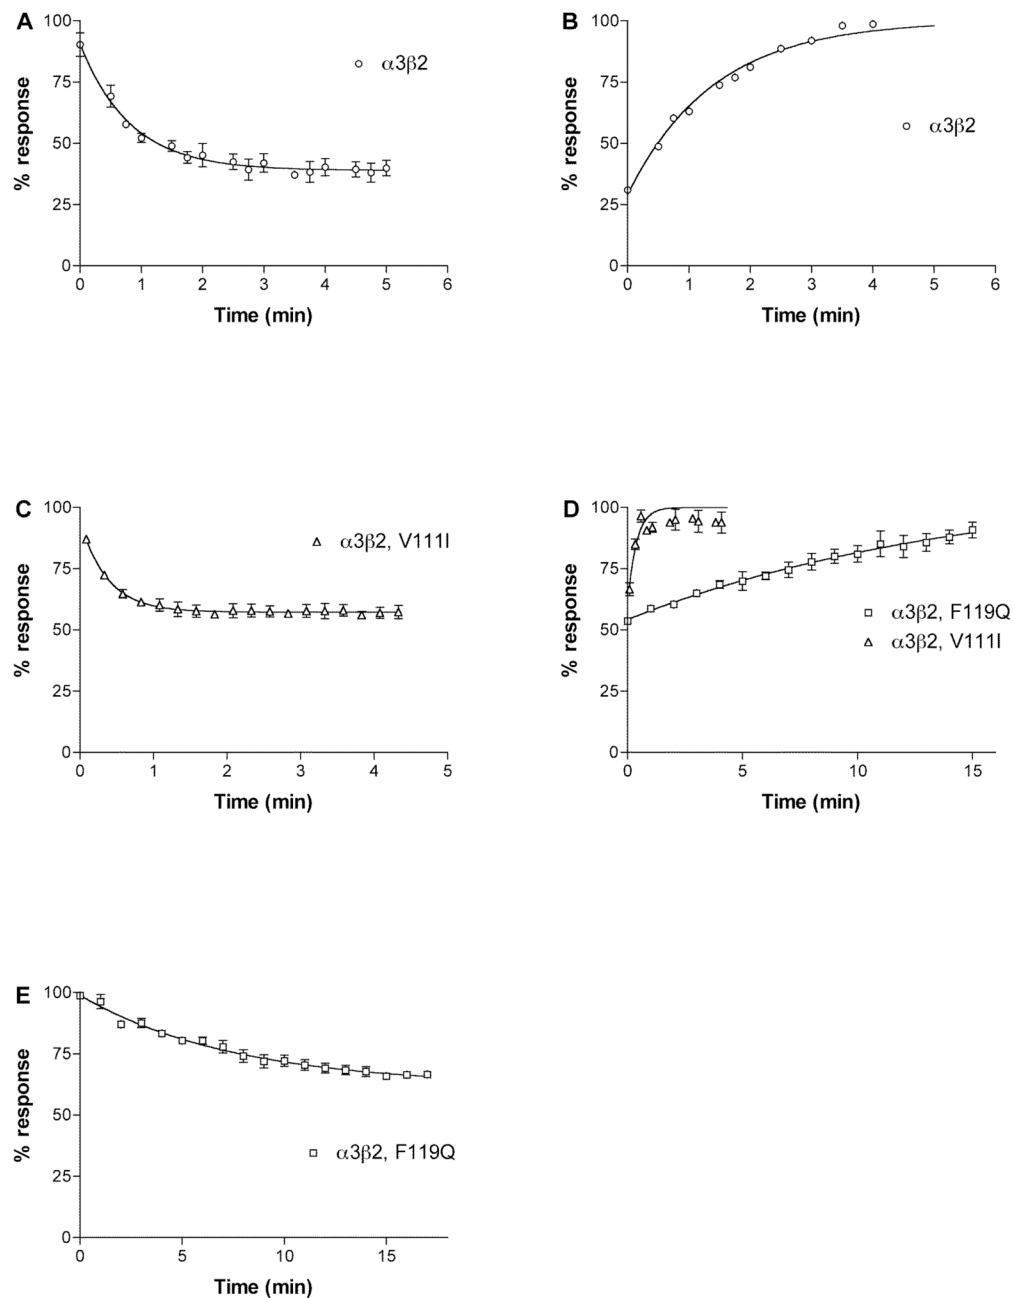 A
% response
100
75
50
25
0
α3β2
0 1 2 3 4 5 6
Time (min)
B
% response
100
75
50
25
0
α3β2
0 1 2 3 4 5 6
Time (min)
C
% response
100
75
50
25
0
α3β2, V111I
0 1 2 3 4 5
Time (min)
D
% response
100
75
50
25
0
α3β2, F119Q
α3β2, V111I
0 5 10 15
Time (min)
E
% response
100
75
50
25
0
α3β2, F119Q
0 5 10 15
Time (min)